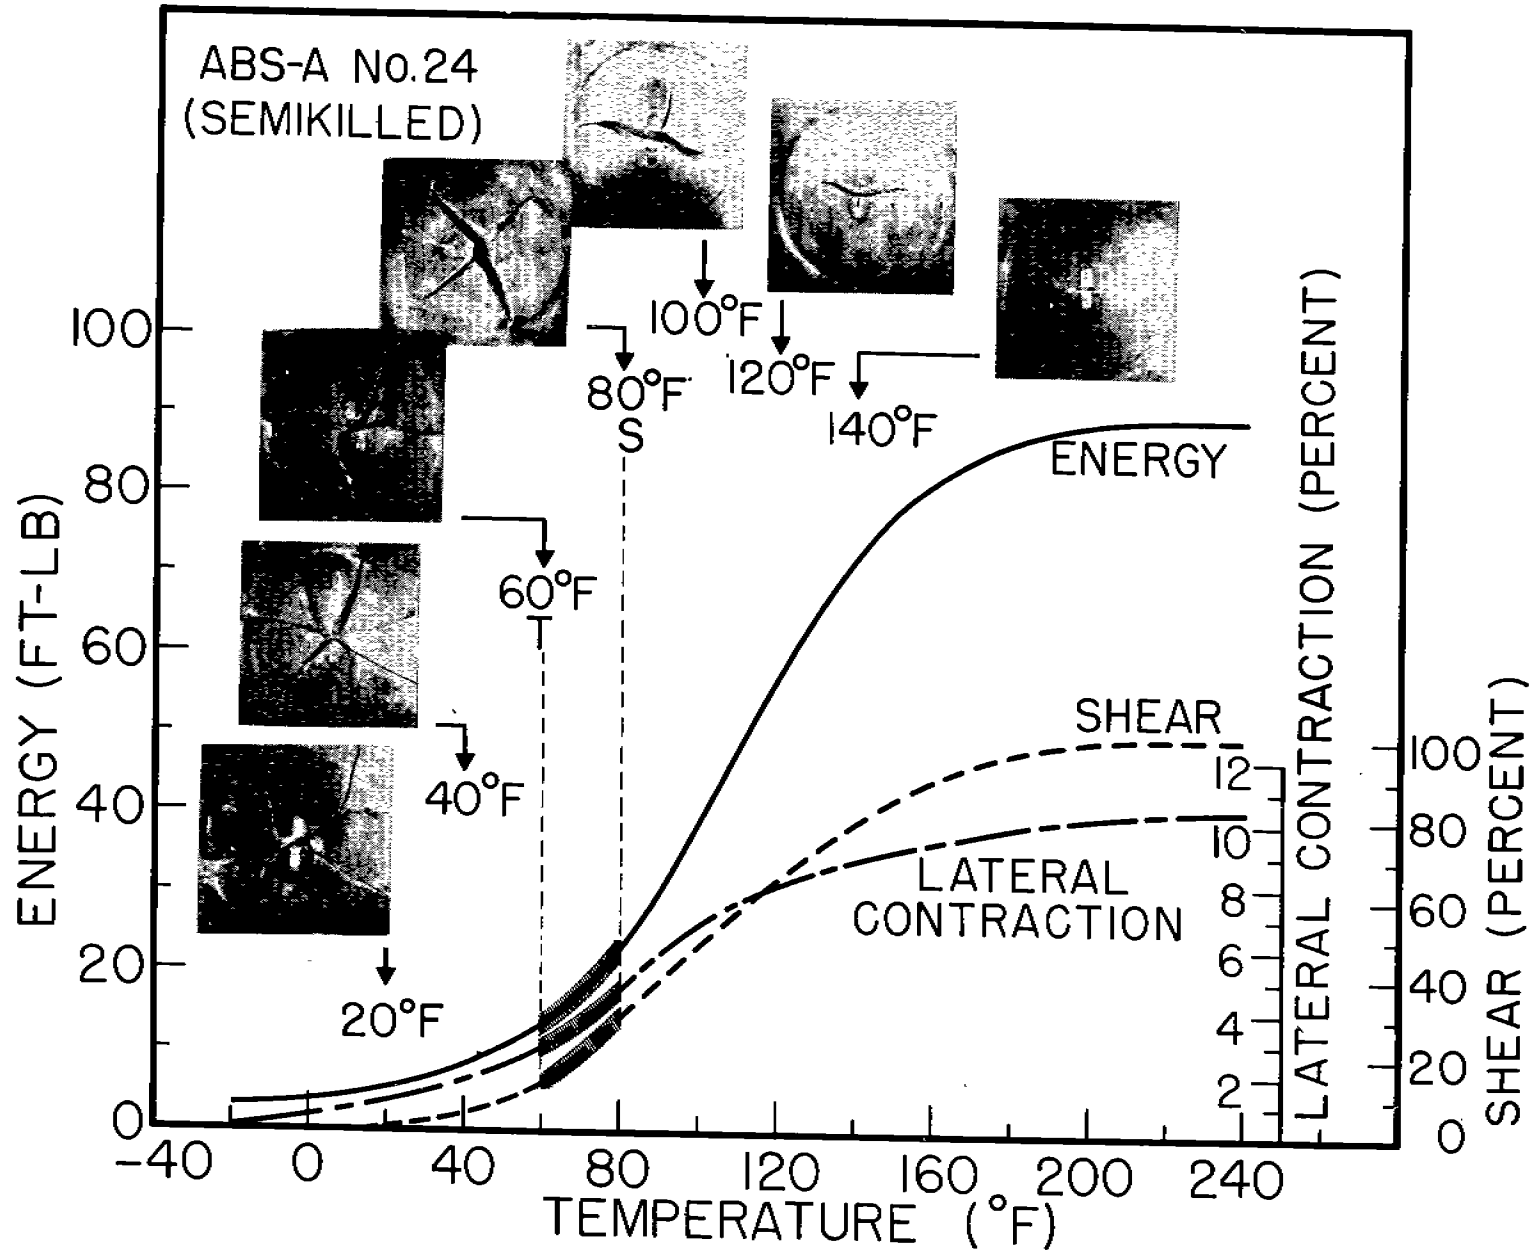 ABS-A No.24
(SEMIKILLED)
100°F
120°F
140°F
80°F
S
60°F
T
40°F
20°F
ENERGY
SHEAR
LATERAL
CONTRACTION
ENERGY (FT-LB)
100
80
60
40
20
0
-40
0
40
80
120
160
200
240
TEMPERATURE (°F)
LATERAL CONTRACTION (PERCENT)
12
10
8
6
4
2
SHEAR (PERCENT)
100
80
60
40
20
0